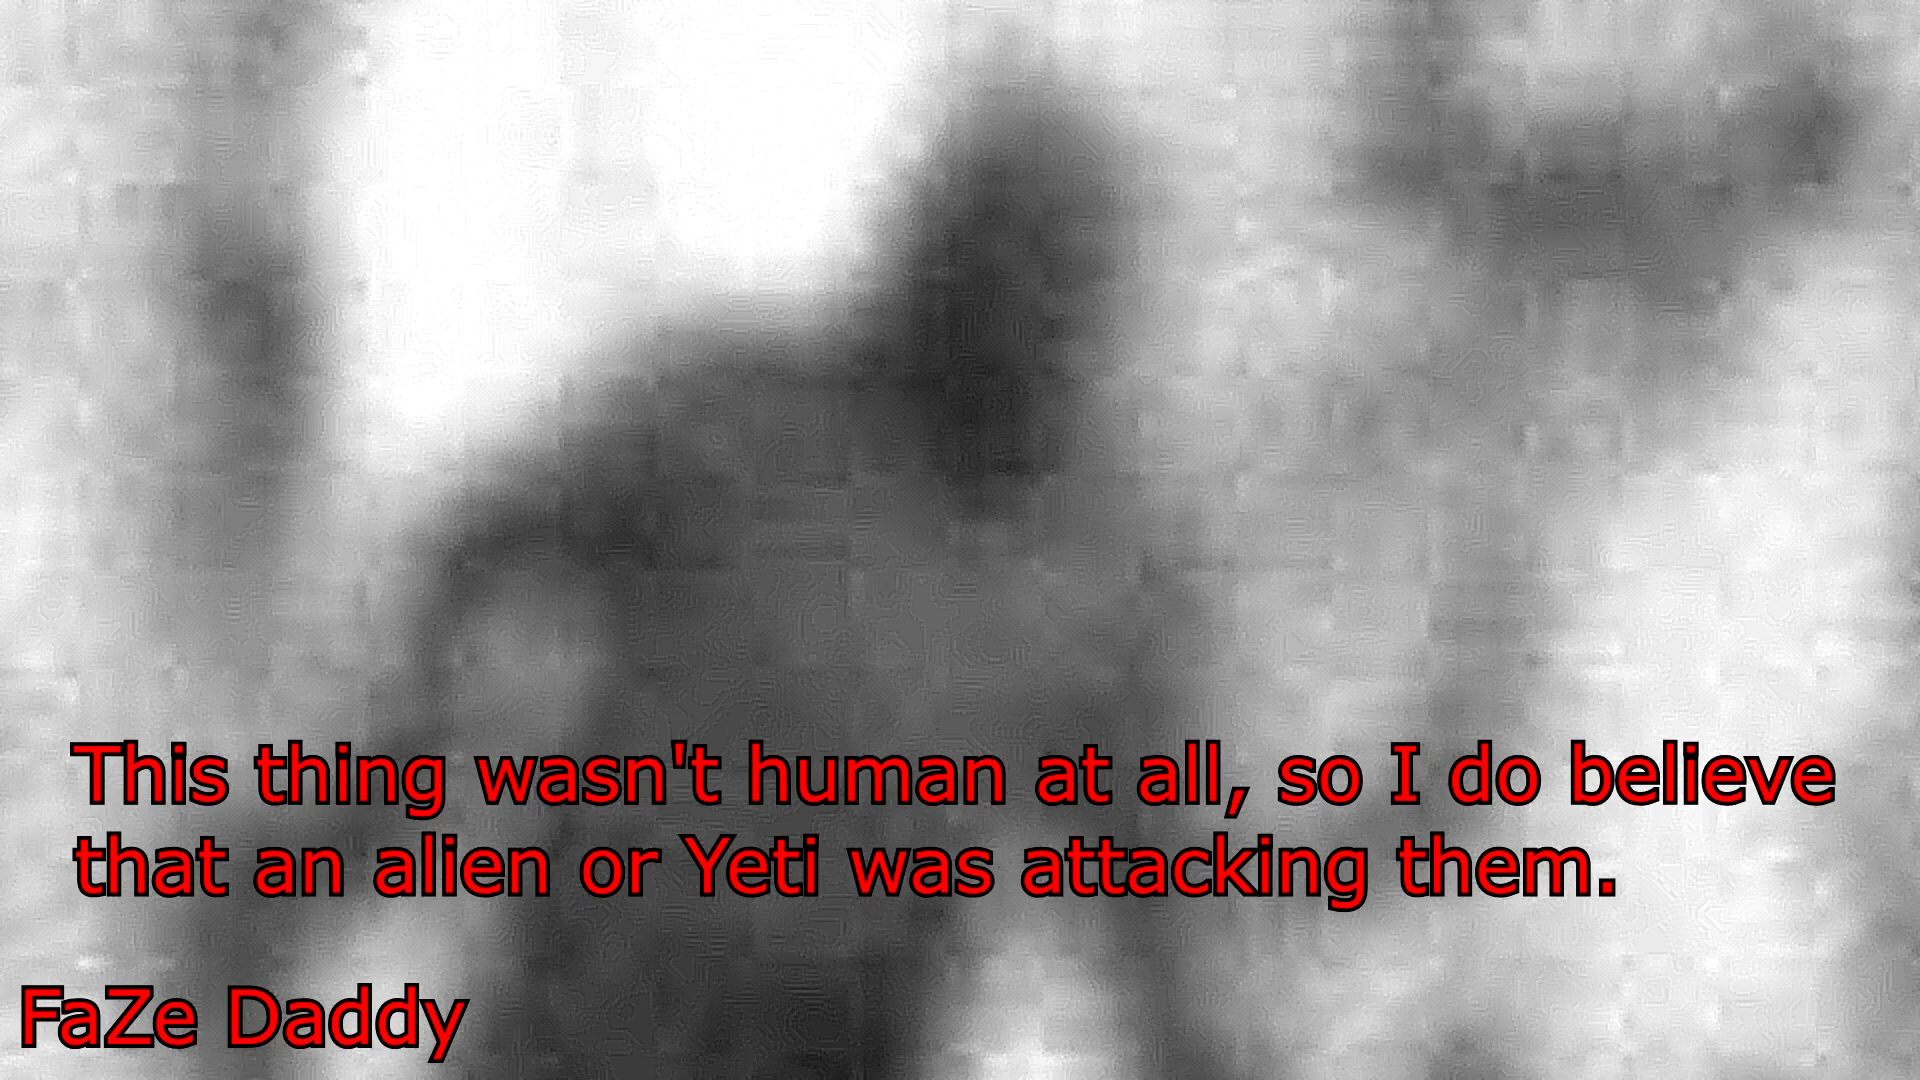 This thing wasn't human at all, so I do believe
that an alien or Yeti was attacking them.
FaZe Daddy